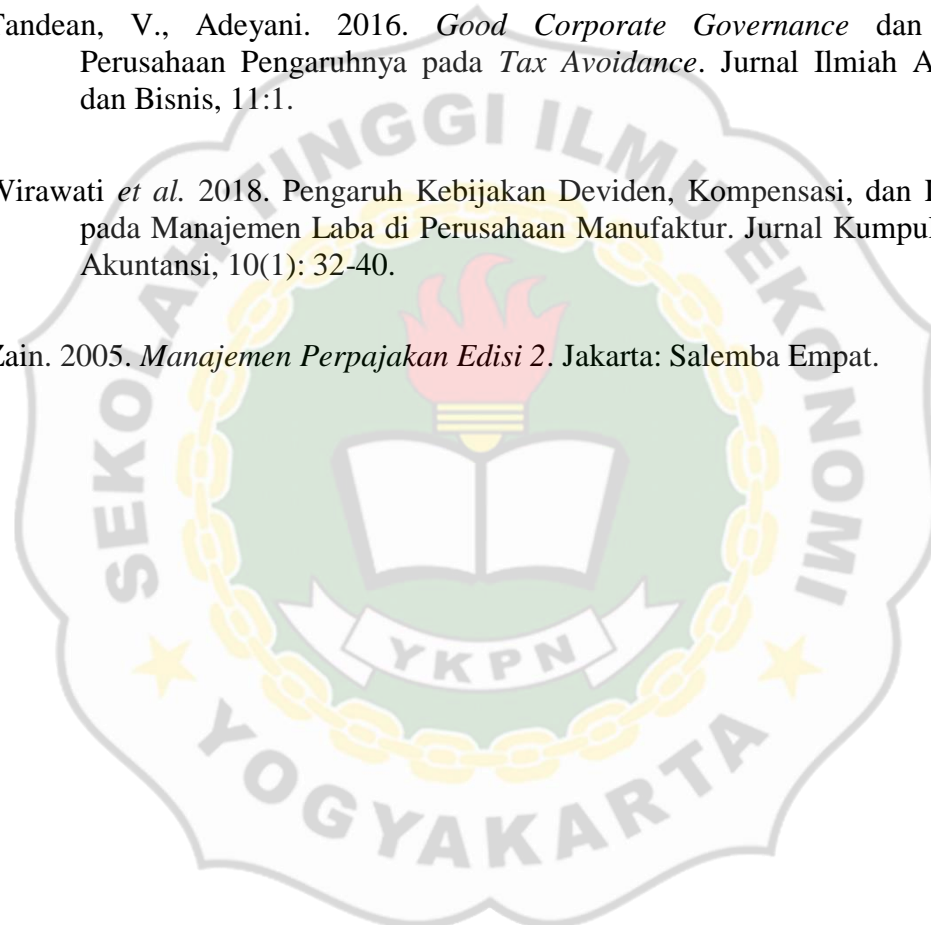 Tandean, V., Adeyani. 2016. Good Corporate Governance dan
Perusahaan Pengaruhnya pada Tax Avoidance. Jurnal Ilmiah
dan Bisnis, 11:1.
Wirawati et al. 2018. Pengaruh Kebijakan Deviden, Kompensasi, dan
pada Manajemen Laba di Perusahaan Manufaktur. Jurnal
Akuntansi, 10(1): 32-40.
Zain. 2005. Manajemen Perpajakan Edisi 2. Jakarta: Salemba Empat.
SEKOLAH TINGGI ILMU EKONOMI
YKPN
YOGYAKARTA